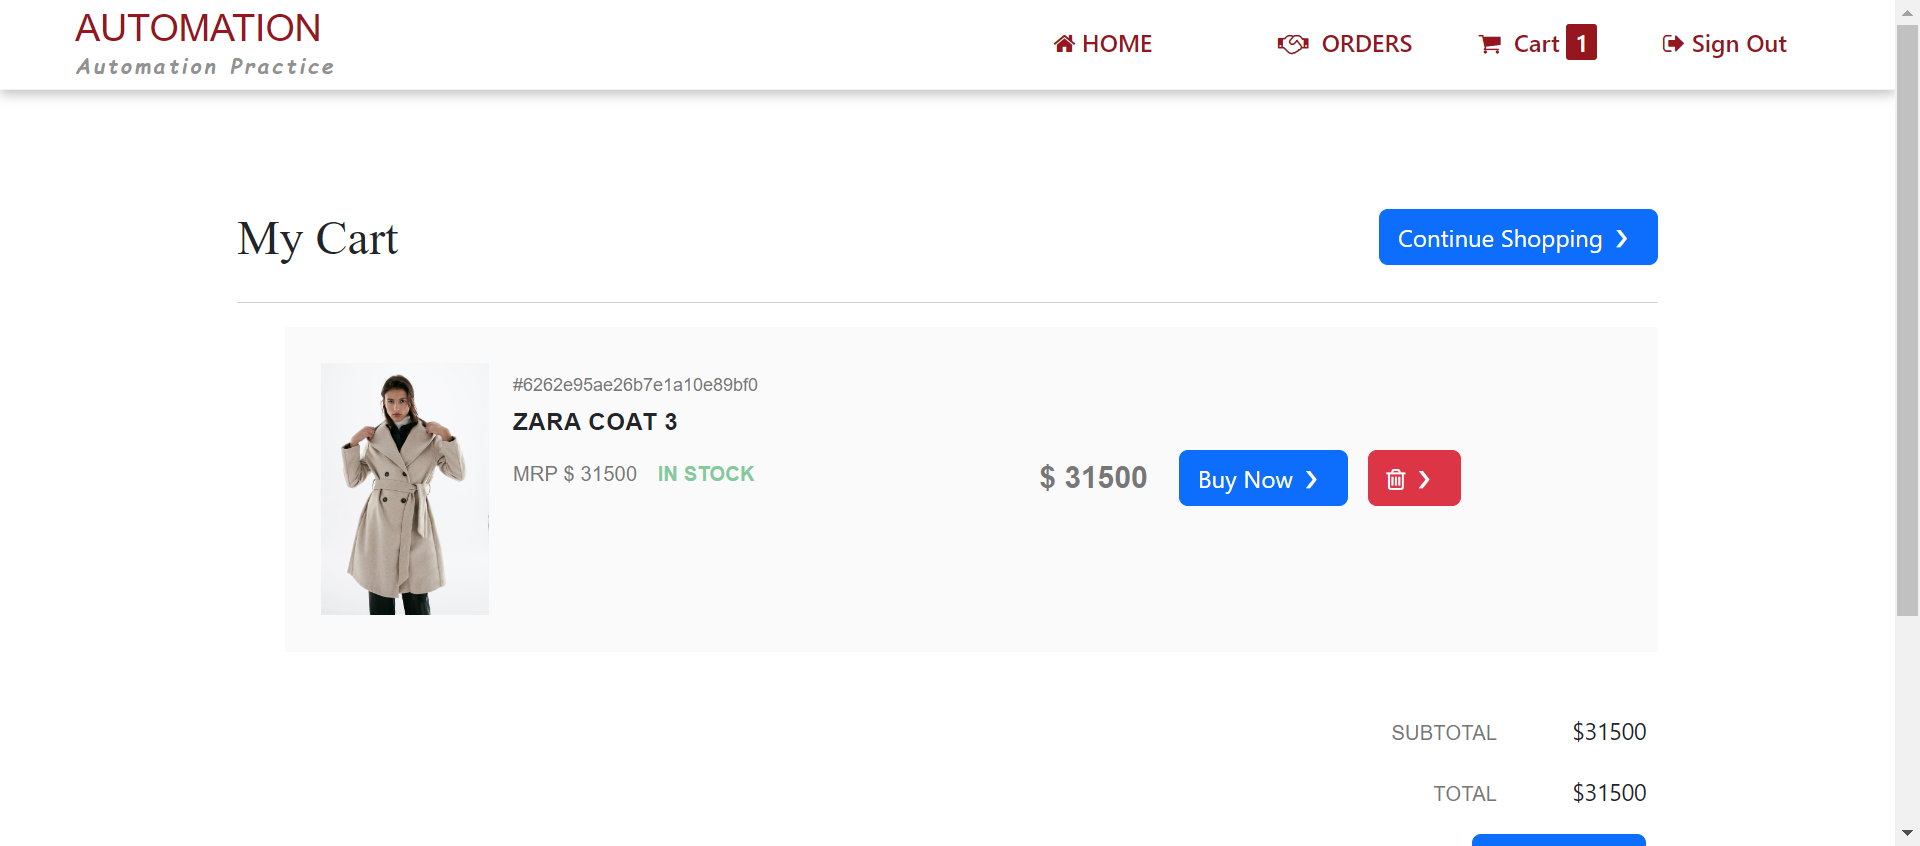 AUTOMATION
Automation Practice
HOME
ORDERS
Cart 1
Sign Out
My Cart
Continue Shopping ❯
#6262e95ae26b7e1a10e89bf0
ZARA COAT 3
MRP $ 31500 IN STOCK
$ 31500
Buy Now ❯
❯
SUBTOTAL $31500
TOTAL $31500